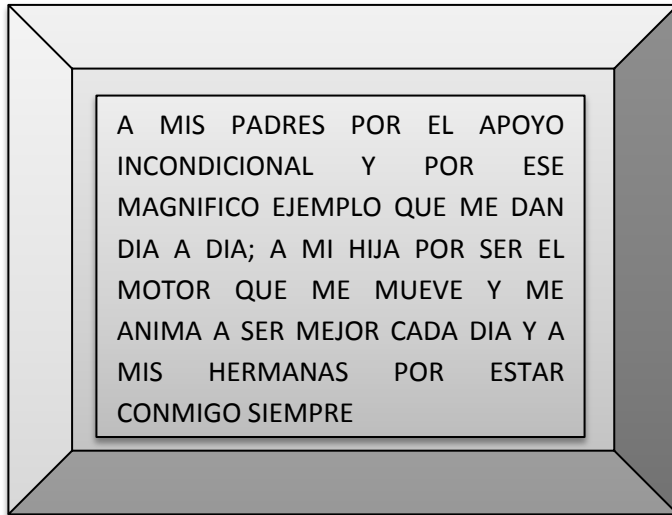 A MIS PADRES POR EL APOYO
INCONDICIONAL Y POR ESE
MAGNIFICO EJEMPLO QUE ME DAN
DIA A DIA; A MI HIJA POR SER EL
MOTOR QUE ME MUEVE Y ME
ANIMA A SER MEJOR CADA DIA Y A
MIS HERMANAS POR ESTAR
CONMIGO SIEMPRE